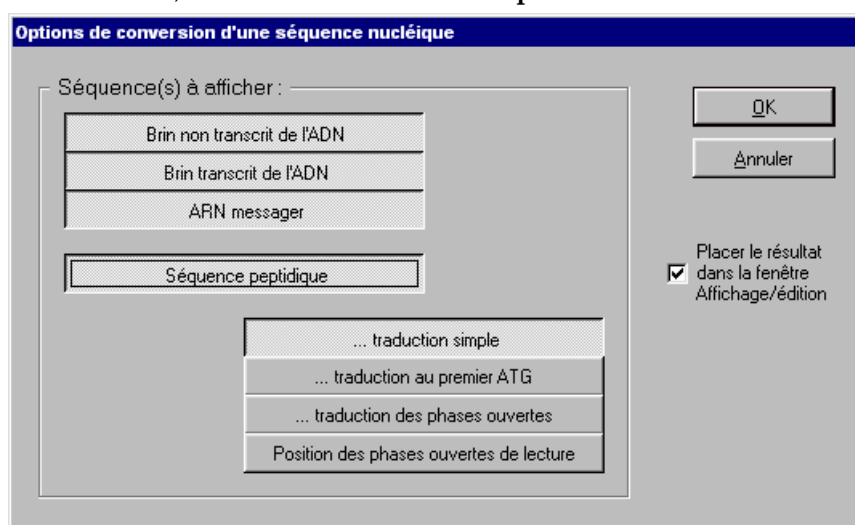 Options de conversion d'une séquence nucléique
Séquence(s) à afficher :
Brin non transcrit de l'ADN
Brin transcrit de l'ADN
ARN messager
Séquence peptidique
... traduction simple
... traduction au premier ATG
... traduction des phases ouvertes
Position des phases ouvertes de lecture
OK
Annuler
Placer le résultat
dans la fenêtre
Affichage/édition